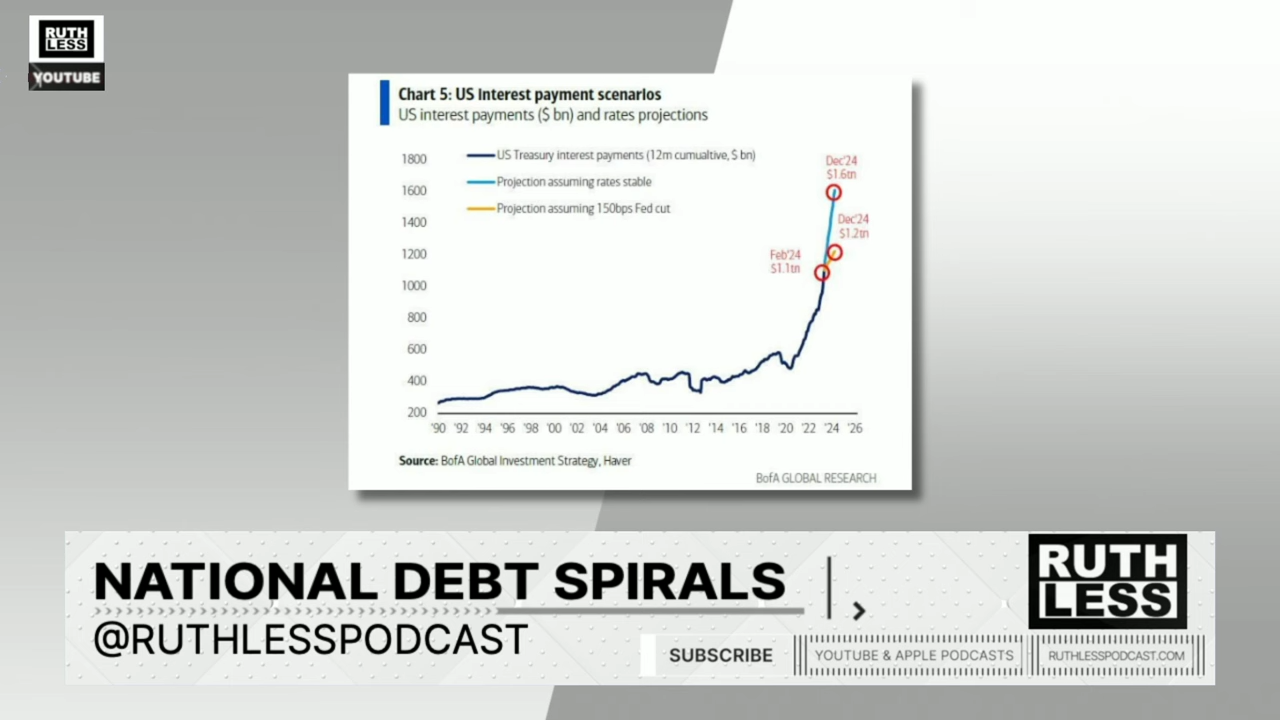 RUTH
LESS
YOUTUBE
Chart 5: US Interest payment scenarios
US interest payments ($ bn) and rates projections
1800
1600
1400
1200
1000
800
600
400
200
US Treasury interest payments (12m cumualtive, $ bn)
Projection assuming rates stable
Projection assuming 150bps Fed cut
Dec'24
$1.6tn
Dec'24
$1.2tn
Feb'24
$1.1tn
'90 '92 '94 '96 '98 '00 '02 '04 '06 '08 '10 '12 '14 '16 '18 '20 '22 '24 '26
Source: BofA Global Investment Strategy, Haver
BofA GLOBAL RESEARCH
NATIONAL DEBT SPIRALS
@RUTHLESSPODCAST
RUTH
LESS
SUBSCRIBE
YOUTUBE & APPLE PODCASTS
RUTHLESSPODCAST.COM